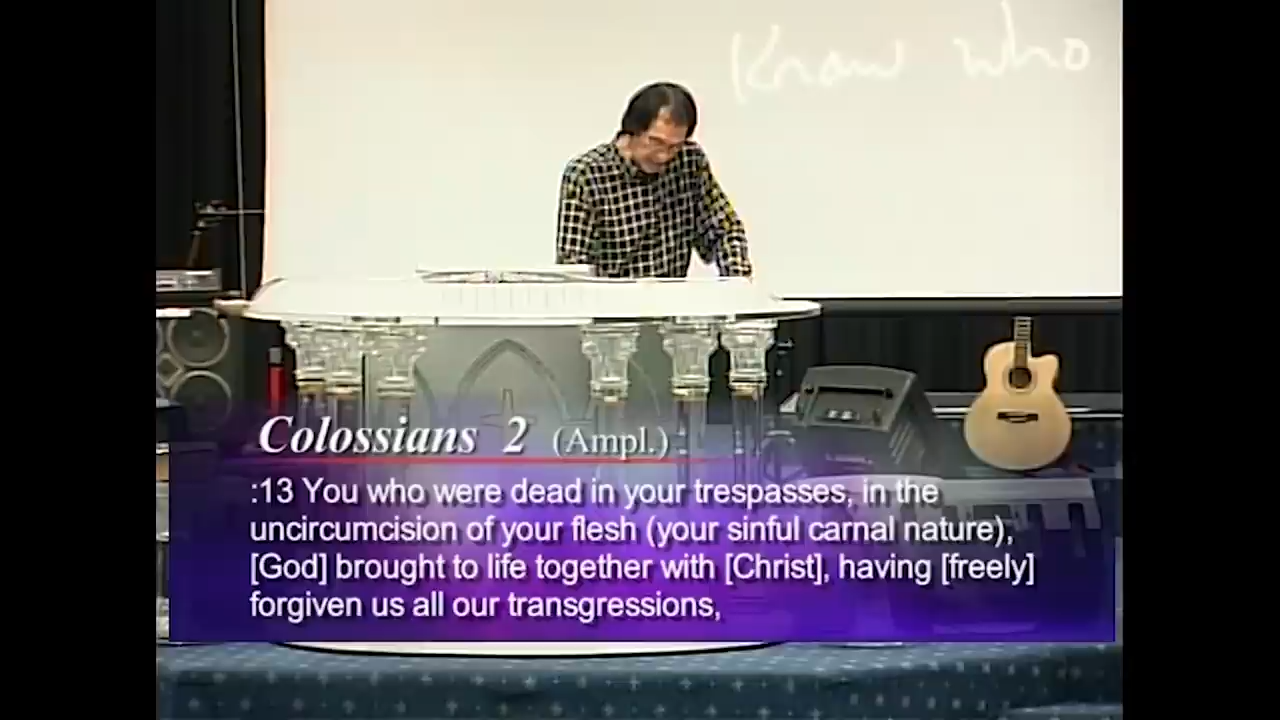 Know who
Colossians 2 (Ampl.)
:13 You who were dead in your trespasses, in the
uncircumcision of your flesh (your sinful carnal nature),
[God] brought to life together with [Christ], having [freely]
forgiven us all our transgressions,